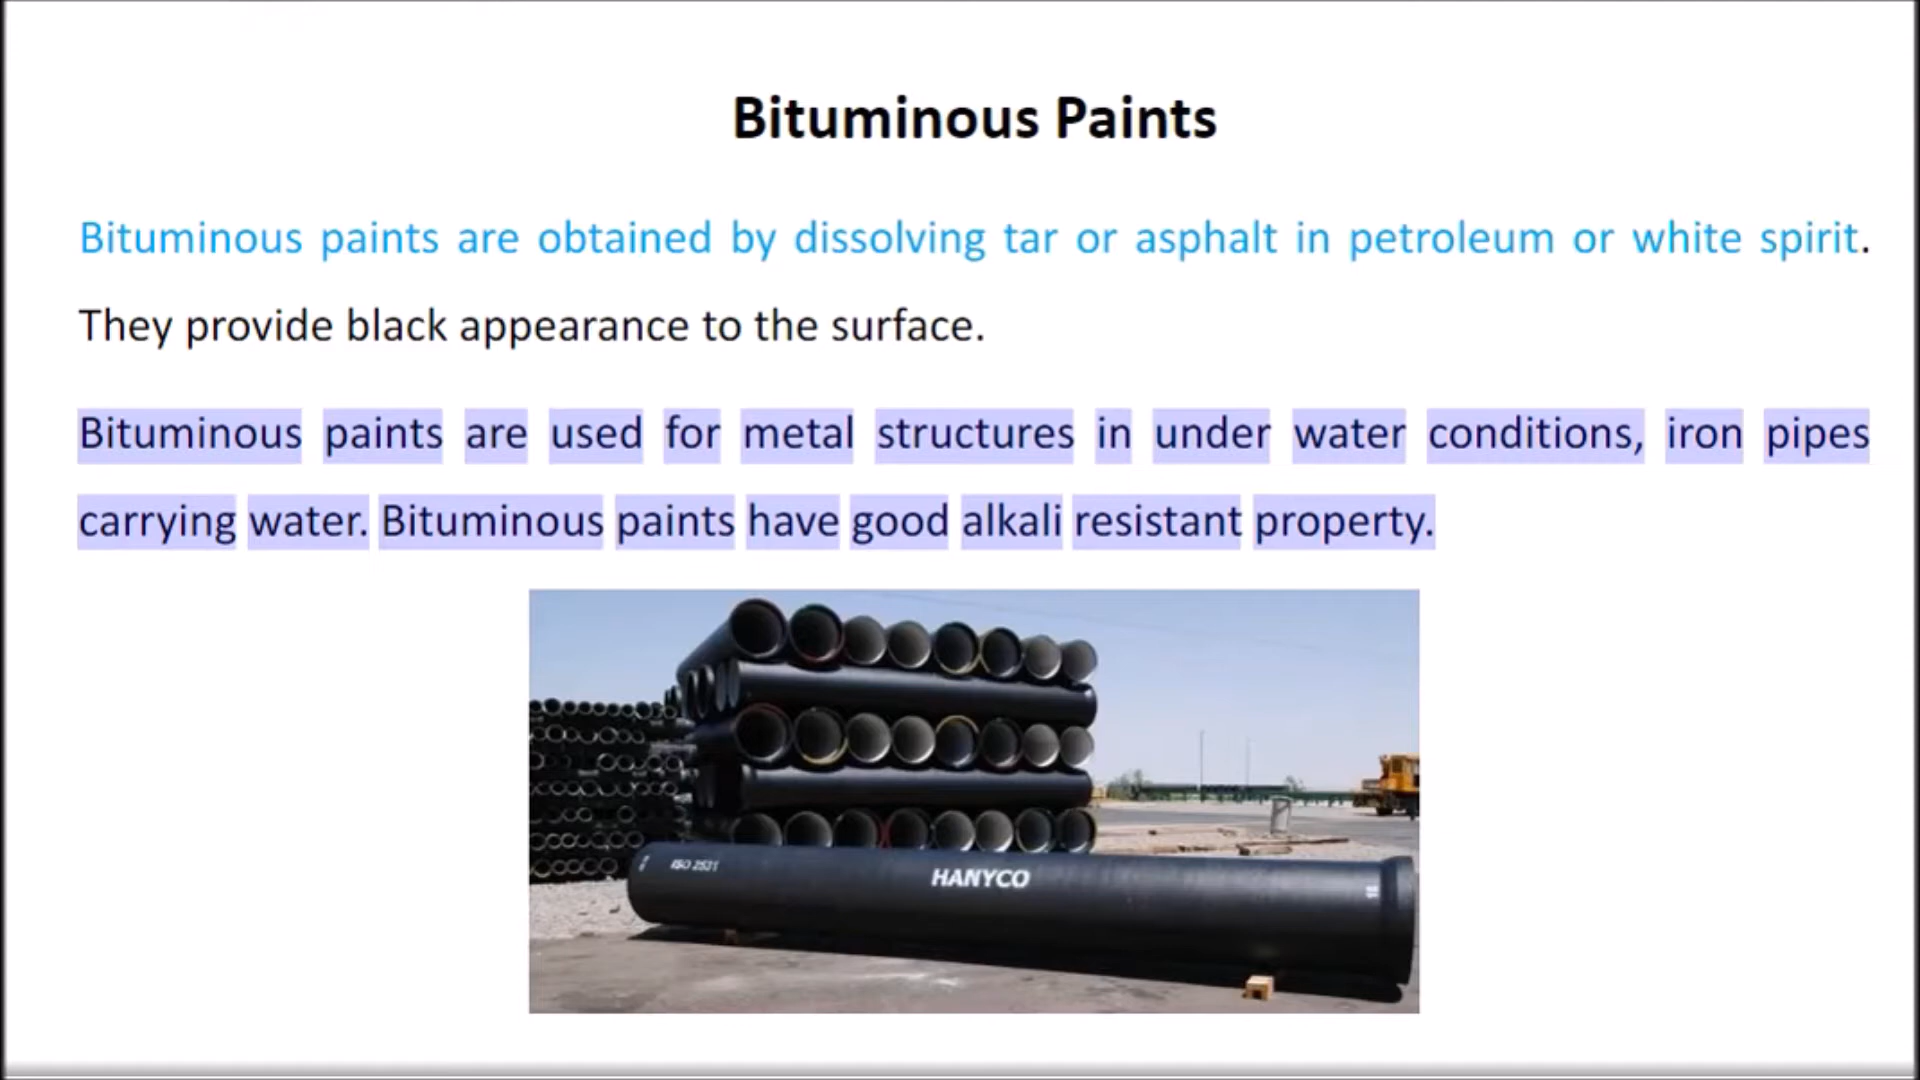 Bituminous Paints
Bituminous paints are obtained by dissolving tar or asphalt in petroleum or white spirit.
They provide black appearance to the surface.
Bituminous paints are used for metal structures in under water conditions, iron pipes
carrying water. Bituminous paints have good alkali resistant property.
ISO 2531
HANYCO